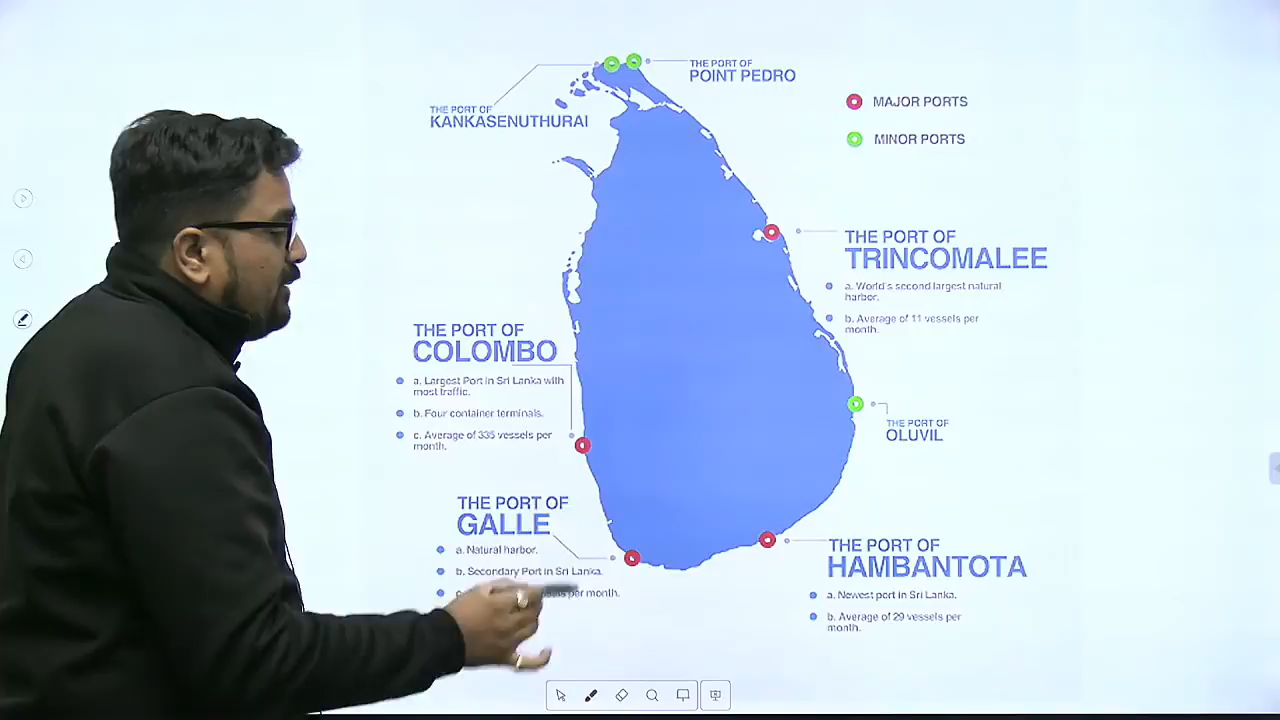 THE PORT OF
POINT PEDRO
THE PORT OF
KANKASENUTHURAI
MAJOR PORTS
MINOR PORTS
THE PORT OF
TRINCOMALEE
a. World's second largest natural
harbor.
b. Average of 11 vessels per
month.
THE PORT OF
COLOMBO
a. Largest Port in Sri Lanka with
most traffic.
b. Four container terminals.
c. Average of 335 vessels per
month.
THE PORT OF
OLUVIL
THE PORT OF
GALLE
a. Natural harbor.
b. Secondary Port in Sri Lanka.
per month.
THE PORT OF
HAMBANTOTA
a. Newest port in Sri Lanka.
b. Average of 29 vessels per
month.